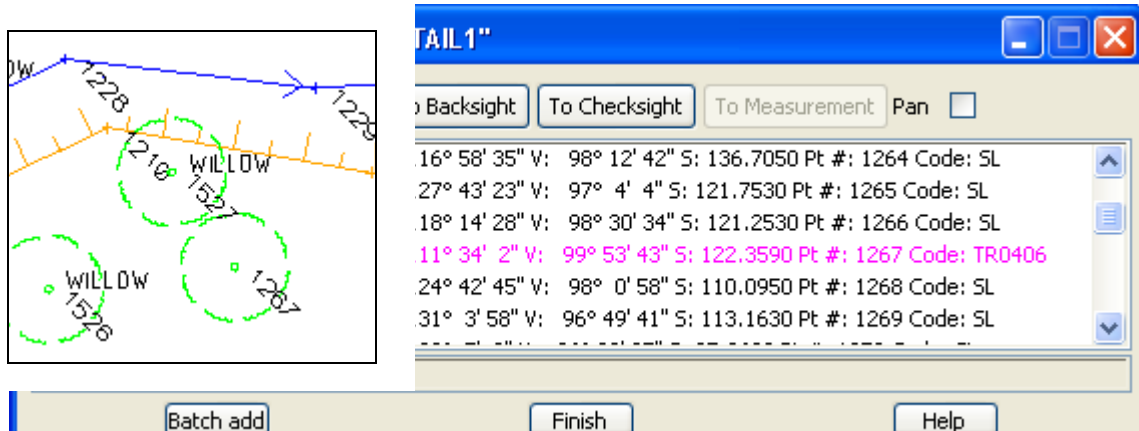 TAIL1"
OW
1228
1229
1210
WILLOW
1527
1267
WILLOW
1526
Backsight To Checksight To Measurement Pan
16° 58' 35" V: 98° 12' 42" S: 136.7050 Pt #: 1264 Code: SL
27° 43' 23" V: 97° 4' 4" S: 121.7530 Pt #: 1265 Code: SL
18° 14' 28" V: 98° 30' 34" S: 121.2530 Pt #: 1266 Code: SL
11° 34' 2" V: 99° 53' 43" S: 122.3590 Pt #: 1267 Code: TR0406
24° 42' 45" V: 98° 0' 58" S: 110.0950 Pt #: 1268 Code: SL
31° 3' 58" V: 96° 49' 41" S: 113.1630 Pt #: 1269 Code: SL
Batch add Finish Help